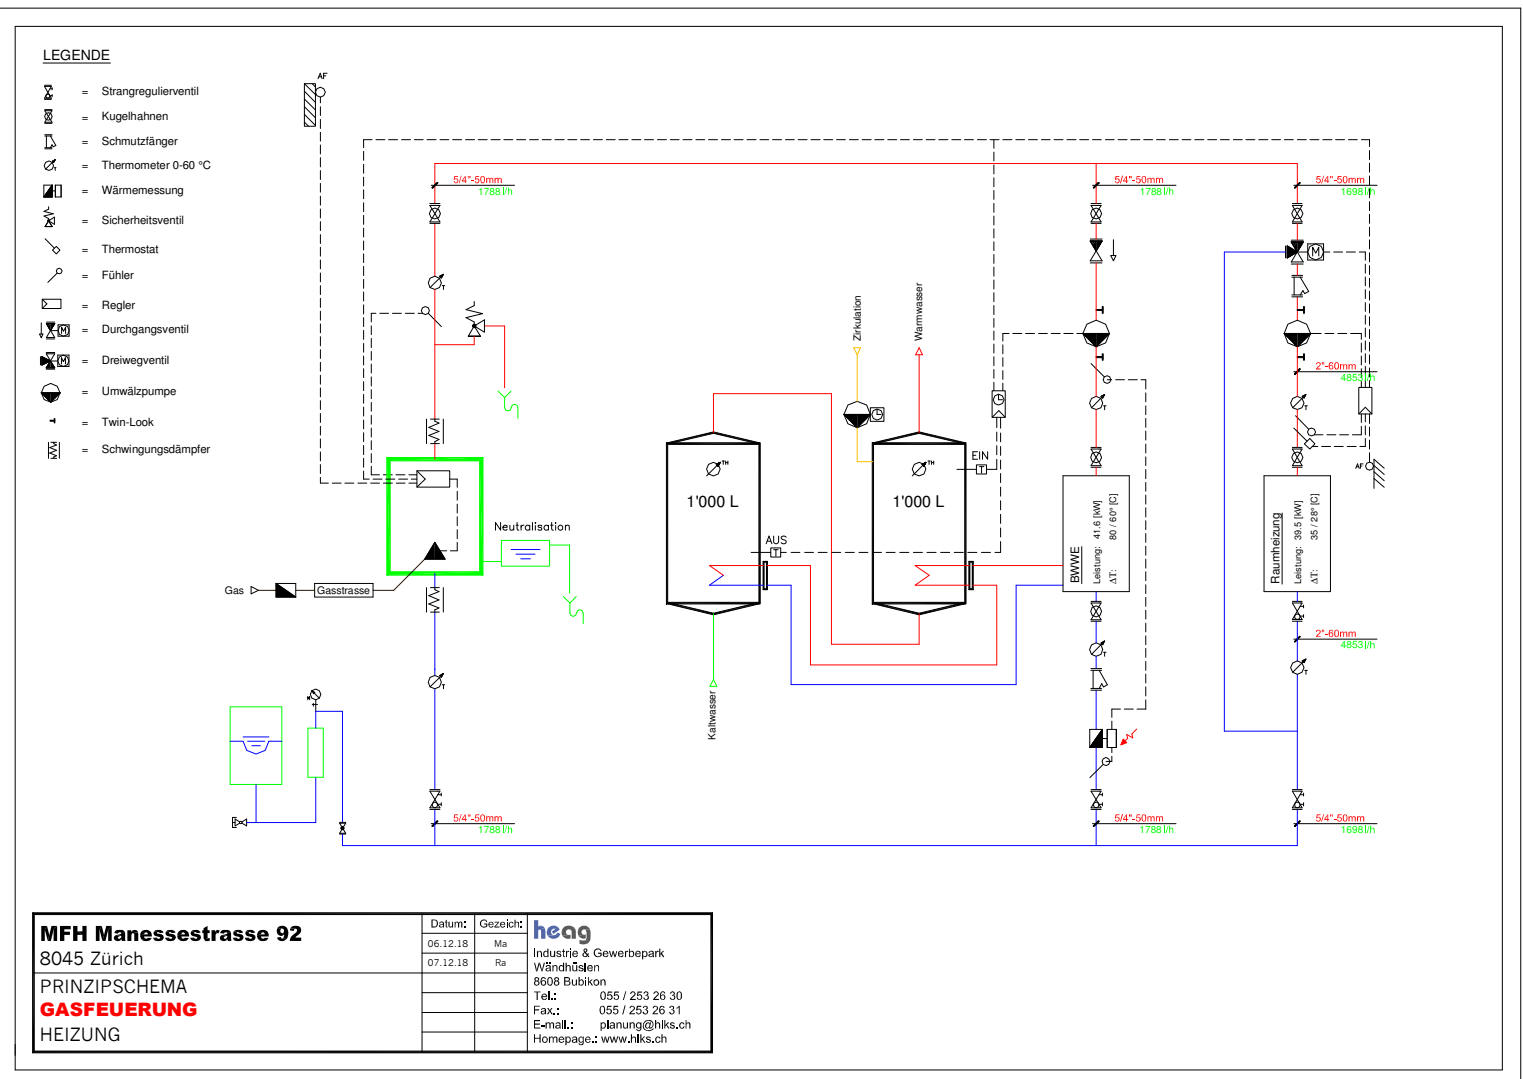 LEGENDE
= Strangregulierventil
= Kugelhahnen
= Schmutzfänger
T = Thermometer 0-60 °C
= Wärmemessung
= Sicherheitsventil
= Thermostat
= Fühler
= Regler
M = Durchgangsventil
M = Dreiwegventil
= Umwälzpumpe
= Twin-Look
= Schwingungsdämpfer
AF
5/4"-50mm
1788 l/h
5/4"-50mm
1788 l/h
5/4"-50mm
1698 l/h
M
T
Zirkulation
Warmwasser
2"-60mm
4853 l/h
T
T
EIN
T
TH
1'000 L
TH
1'000 L
AF
AUS
T
Neutralisation
Gas
Gasstrasse
BWWE
Leistung: 41.6 [kW]
ΔT: 80 / 60° [C]
Raumheizung
Leistung: 39.5 [kW]
ΔT: 35 / 28° [C]
2"-60mm
4853 l/h
T
T
T
Kaltwasser
5/4"-50mm
1788 l/h
5/4"-50mm
1788 l/h
5/4"-50mm
1698 l/h
MFH Manessestrasse 92
8045 Zürich
PRINZIPSCHEMA
GASFEUERUNG
HEIZUNG
Datum: Gezeich:
06.12.18 Ma
07.12.18 Ra
heag
Industrie & Gewerbepark
Wändhüslen
8608 Bubikon
Tel.: 055 / 253 26 30
Fax.: 055 / 253 26 31
E-mail.: planung@hlks.ch
Homepage.: www.hlks.ch